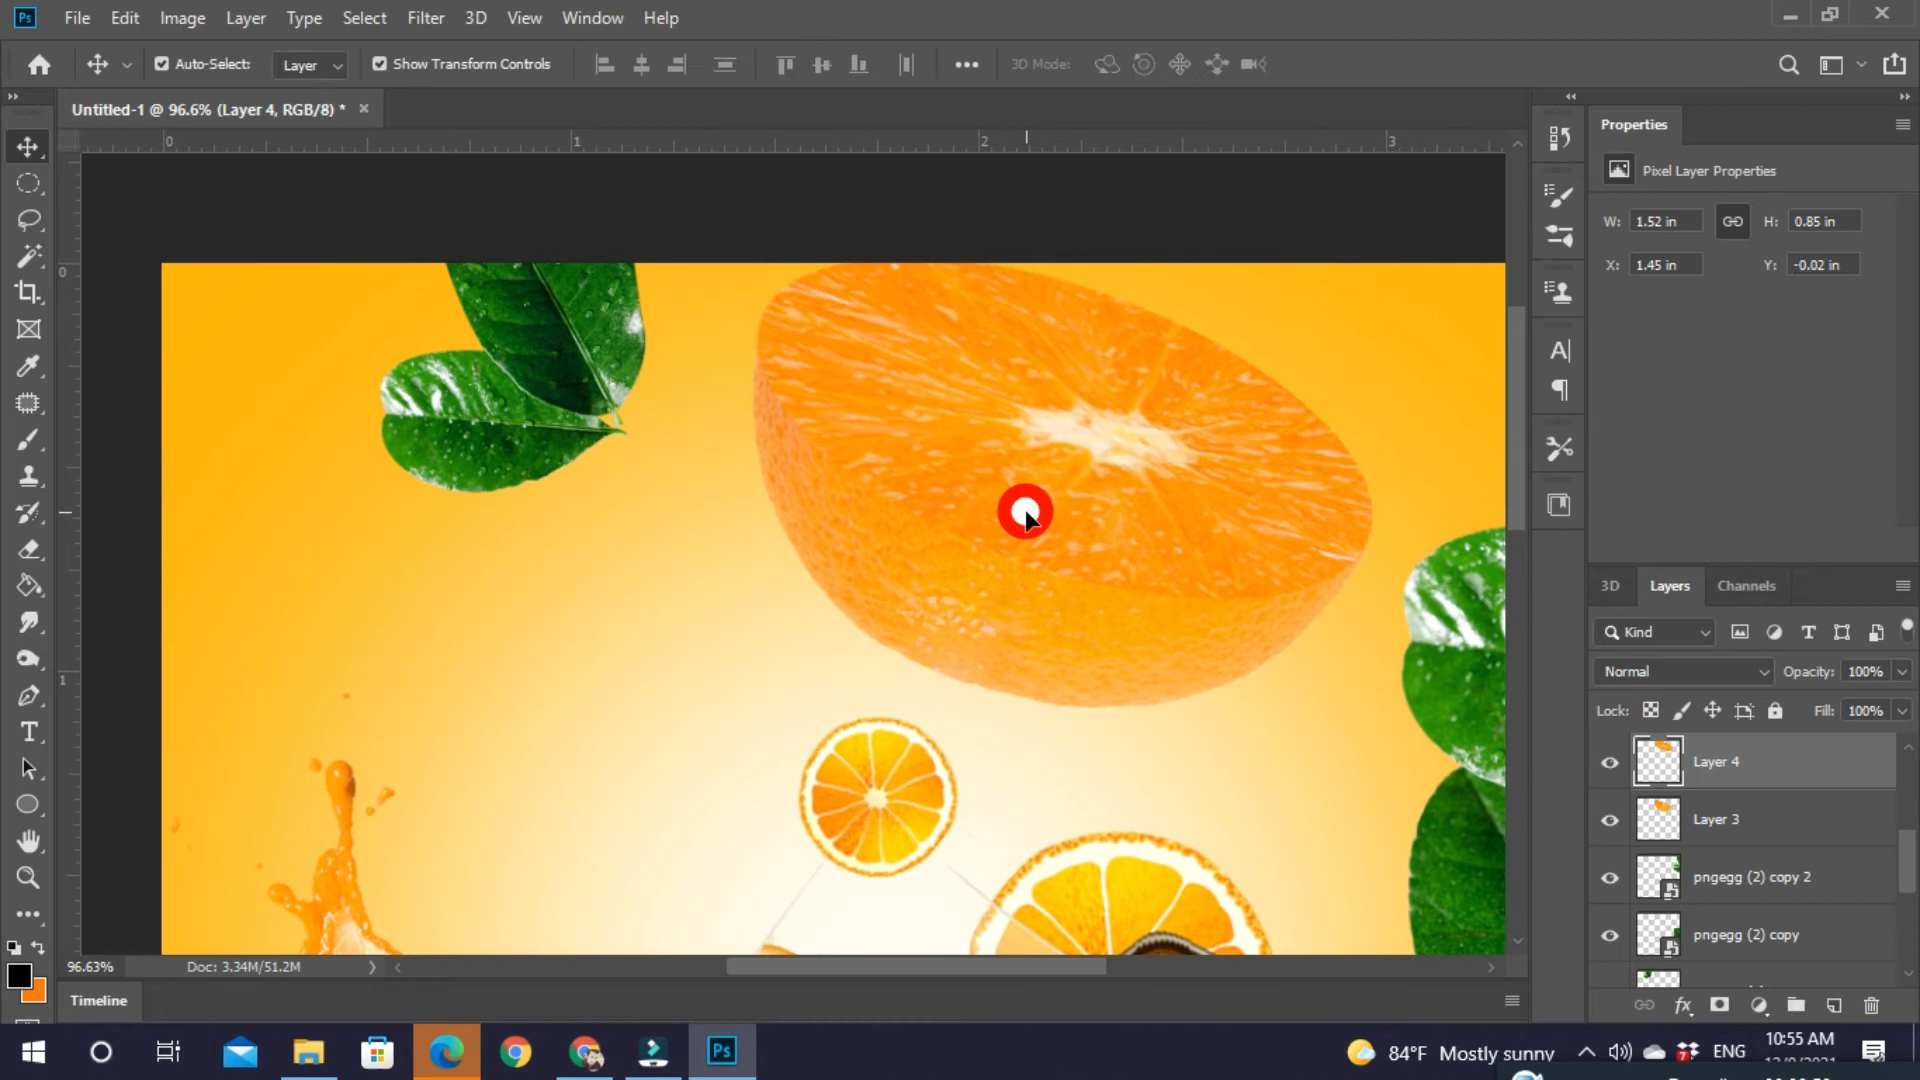 Ps File Edit Image Layer Type Select Filter 3D View Window Help
Auto-Select: Layer Show Transform Controls 3D Mode:
Untitled-1 @ 96.6% (Layer 4, RGB/8) *
0 1 2 3
0
1
Properties
Pixel Layer Properties
W: 1.52 in H: 0.85 in
X: 1.45 in Y: -0.02 in
3D Layers Channels
Kind
Normal Opacity: 100%
Lock: Fill: 100%
Layer 4
Layer 3
pngegg (2) copy 2
pngegg (2) copy
96.63% Doc: 3.34M/51.2M
Timeline
Ps 84°F Mostly sunny 7 ENG 10:55 AM